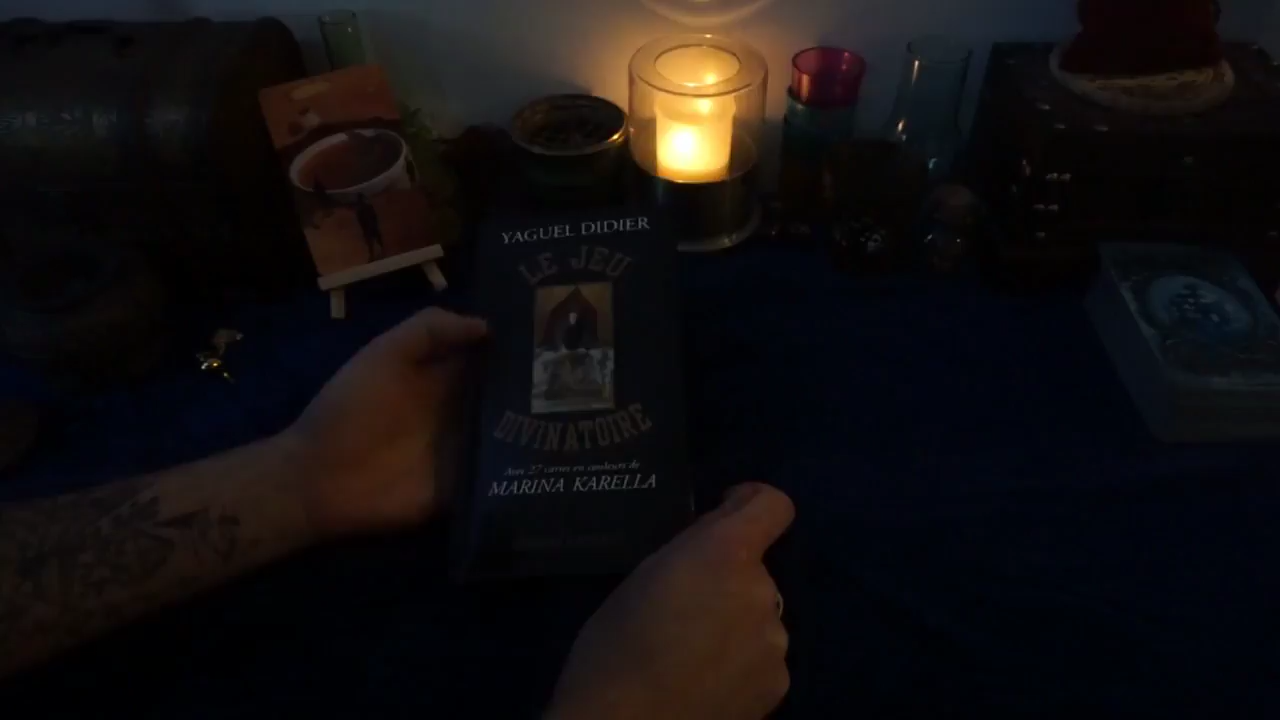 YAGUEL DIDIER
LE JEU
DIVINATOIRE
Avec 27 cartes en couleurs de
MARINA KARELLA